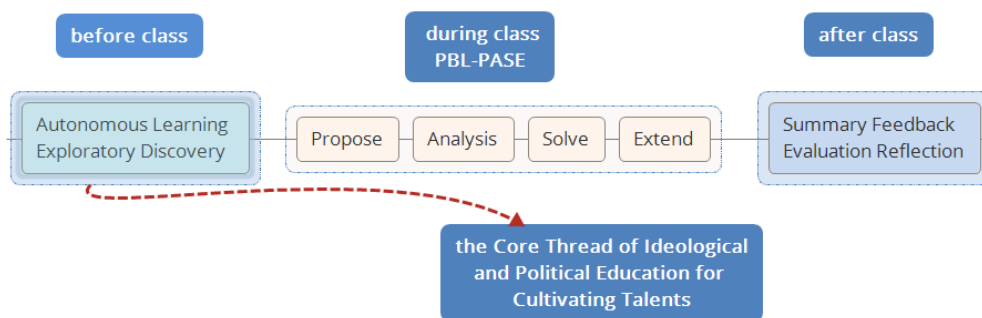 before class
during class
PBL-PASE
after class
Autonomous Learning
Exploratory Discovery
Propose
Analysis
Solve
Extend
Summary Feedback
Evaluation Reflection
the Core Thread of Ideological
and Political Education for
Cultivating Talents